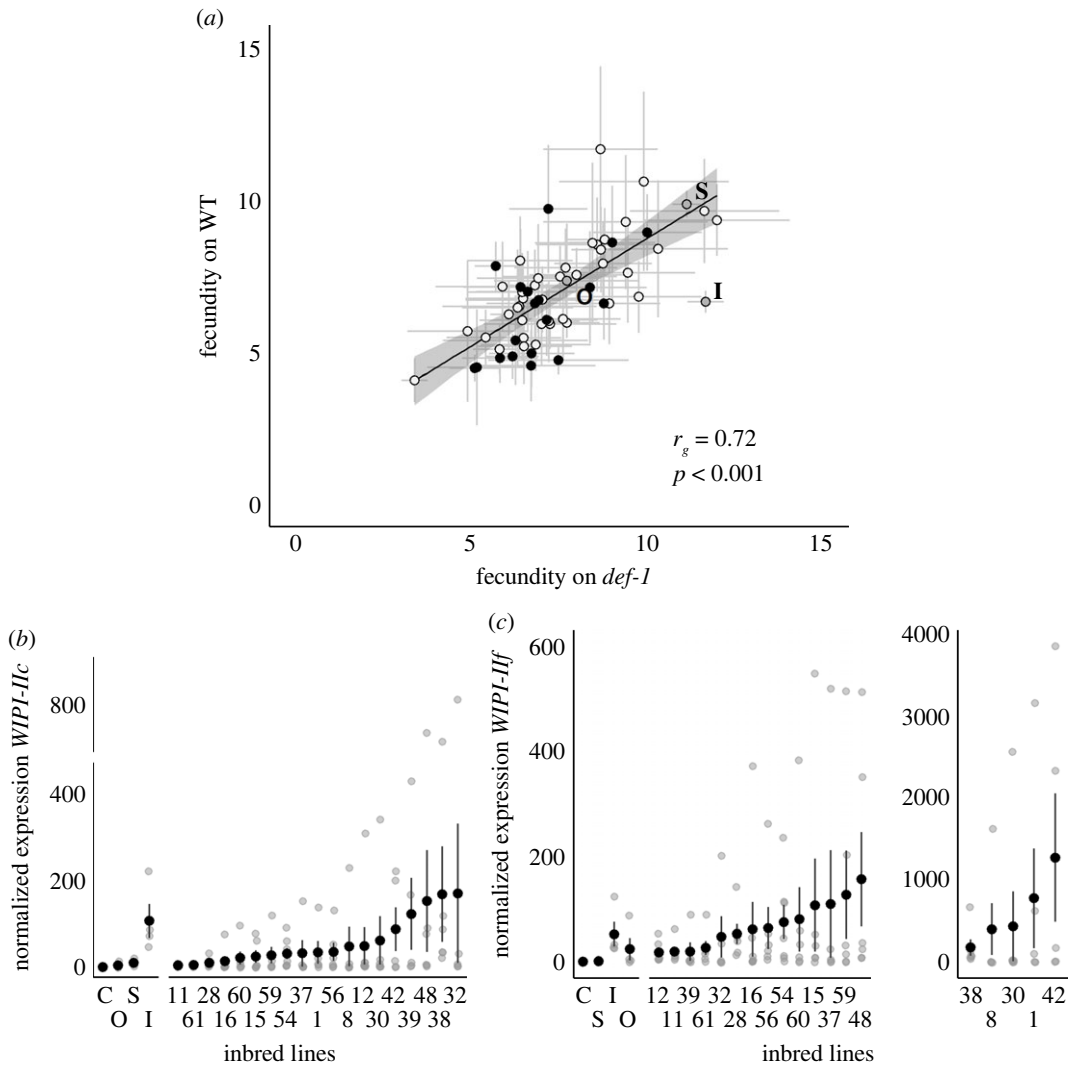 (a)
15
10
5
0
fecundity on WT
S
O
I
r_g = 0.72
p < 0.001
0 5 10 15
fecundity on def-1
(b)
800
400
200
0
normalized expression WIPI-IIc
C S 11 28 60 59 37 56 12 42 48 32
O I 61 16 15 54 1 8 30 39 38
inbred lines
(c)
600
400
200
0
normalized expression WIPI-IIf
C I 12 39 32 16 54 15 59
S O 11 61 28 56 60 37 48
4000
3000
2000
1000
0
38 30 42
8 1
inbred lines